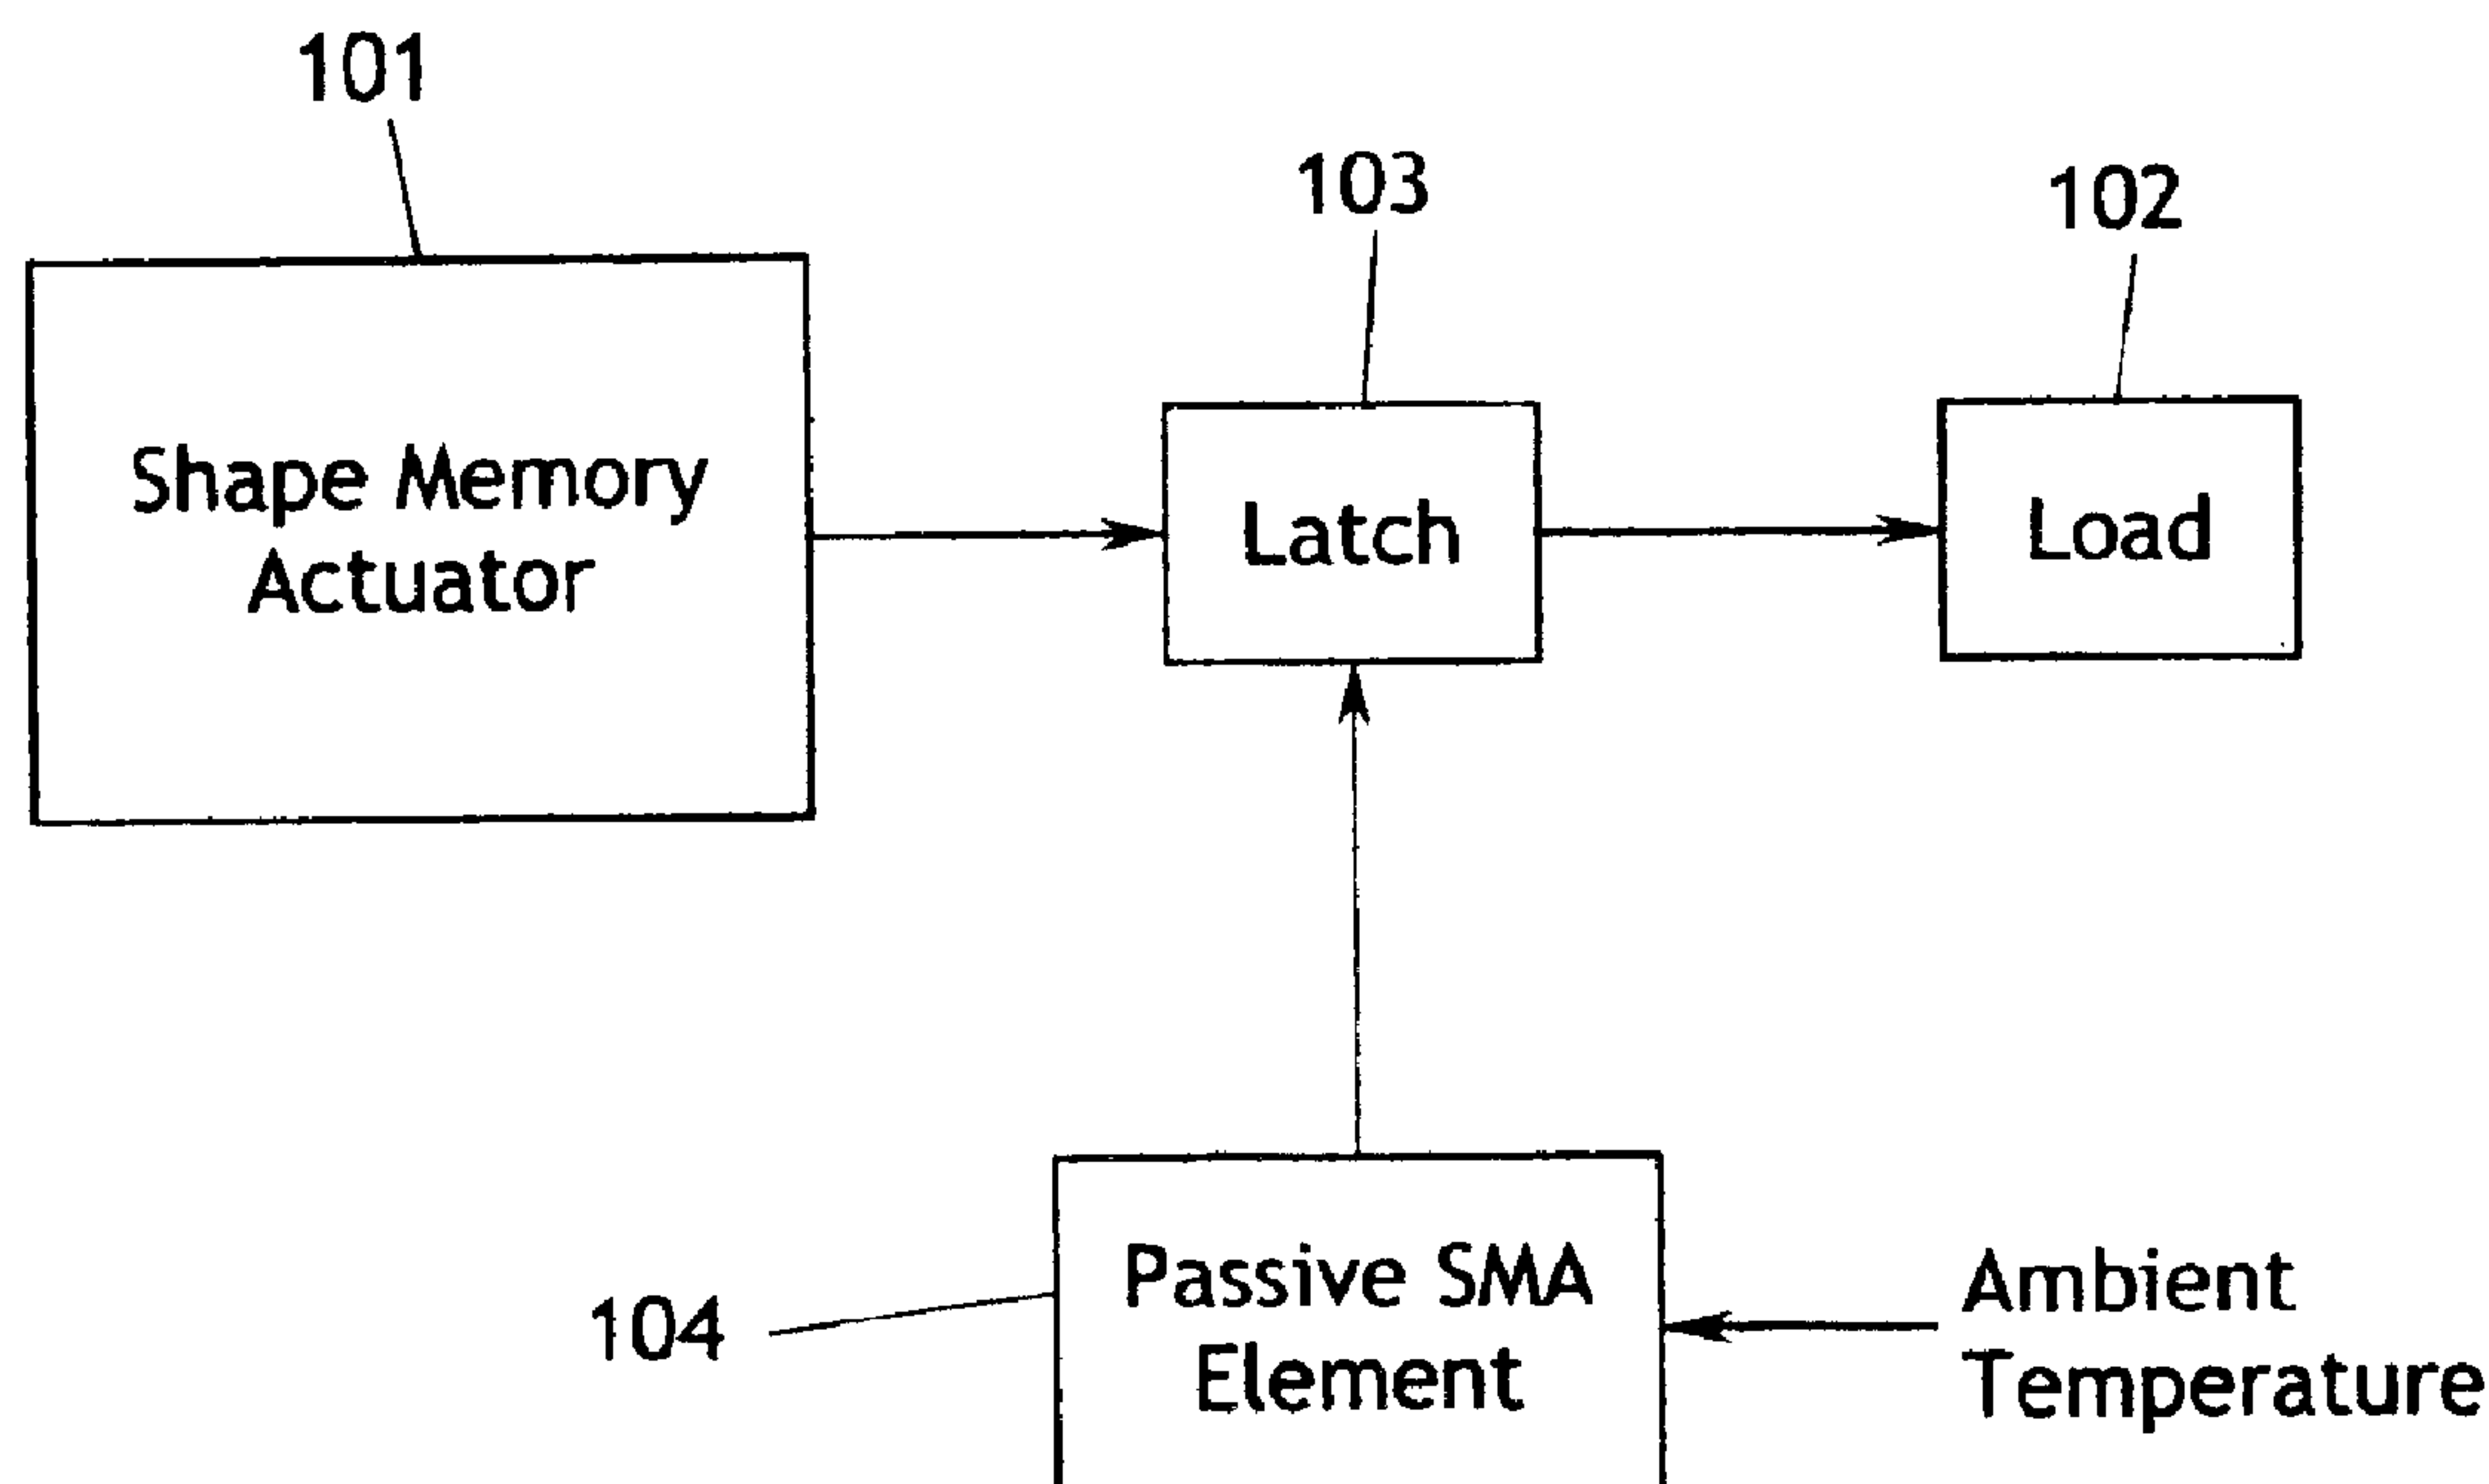 101
103
102
Shape Memory
Actuator
Latch
Load
Passive SMA
Element
104
Ambient
Temperature